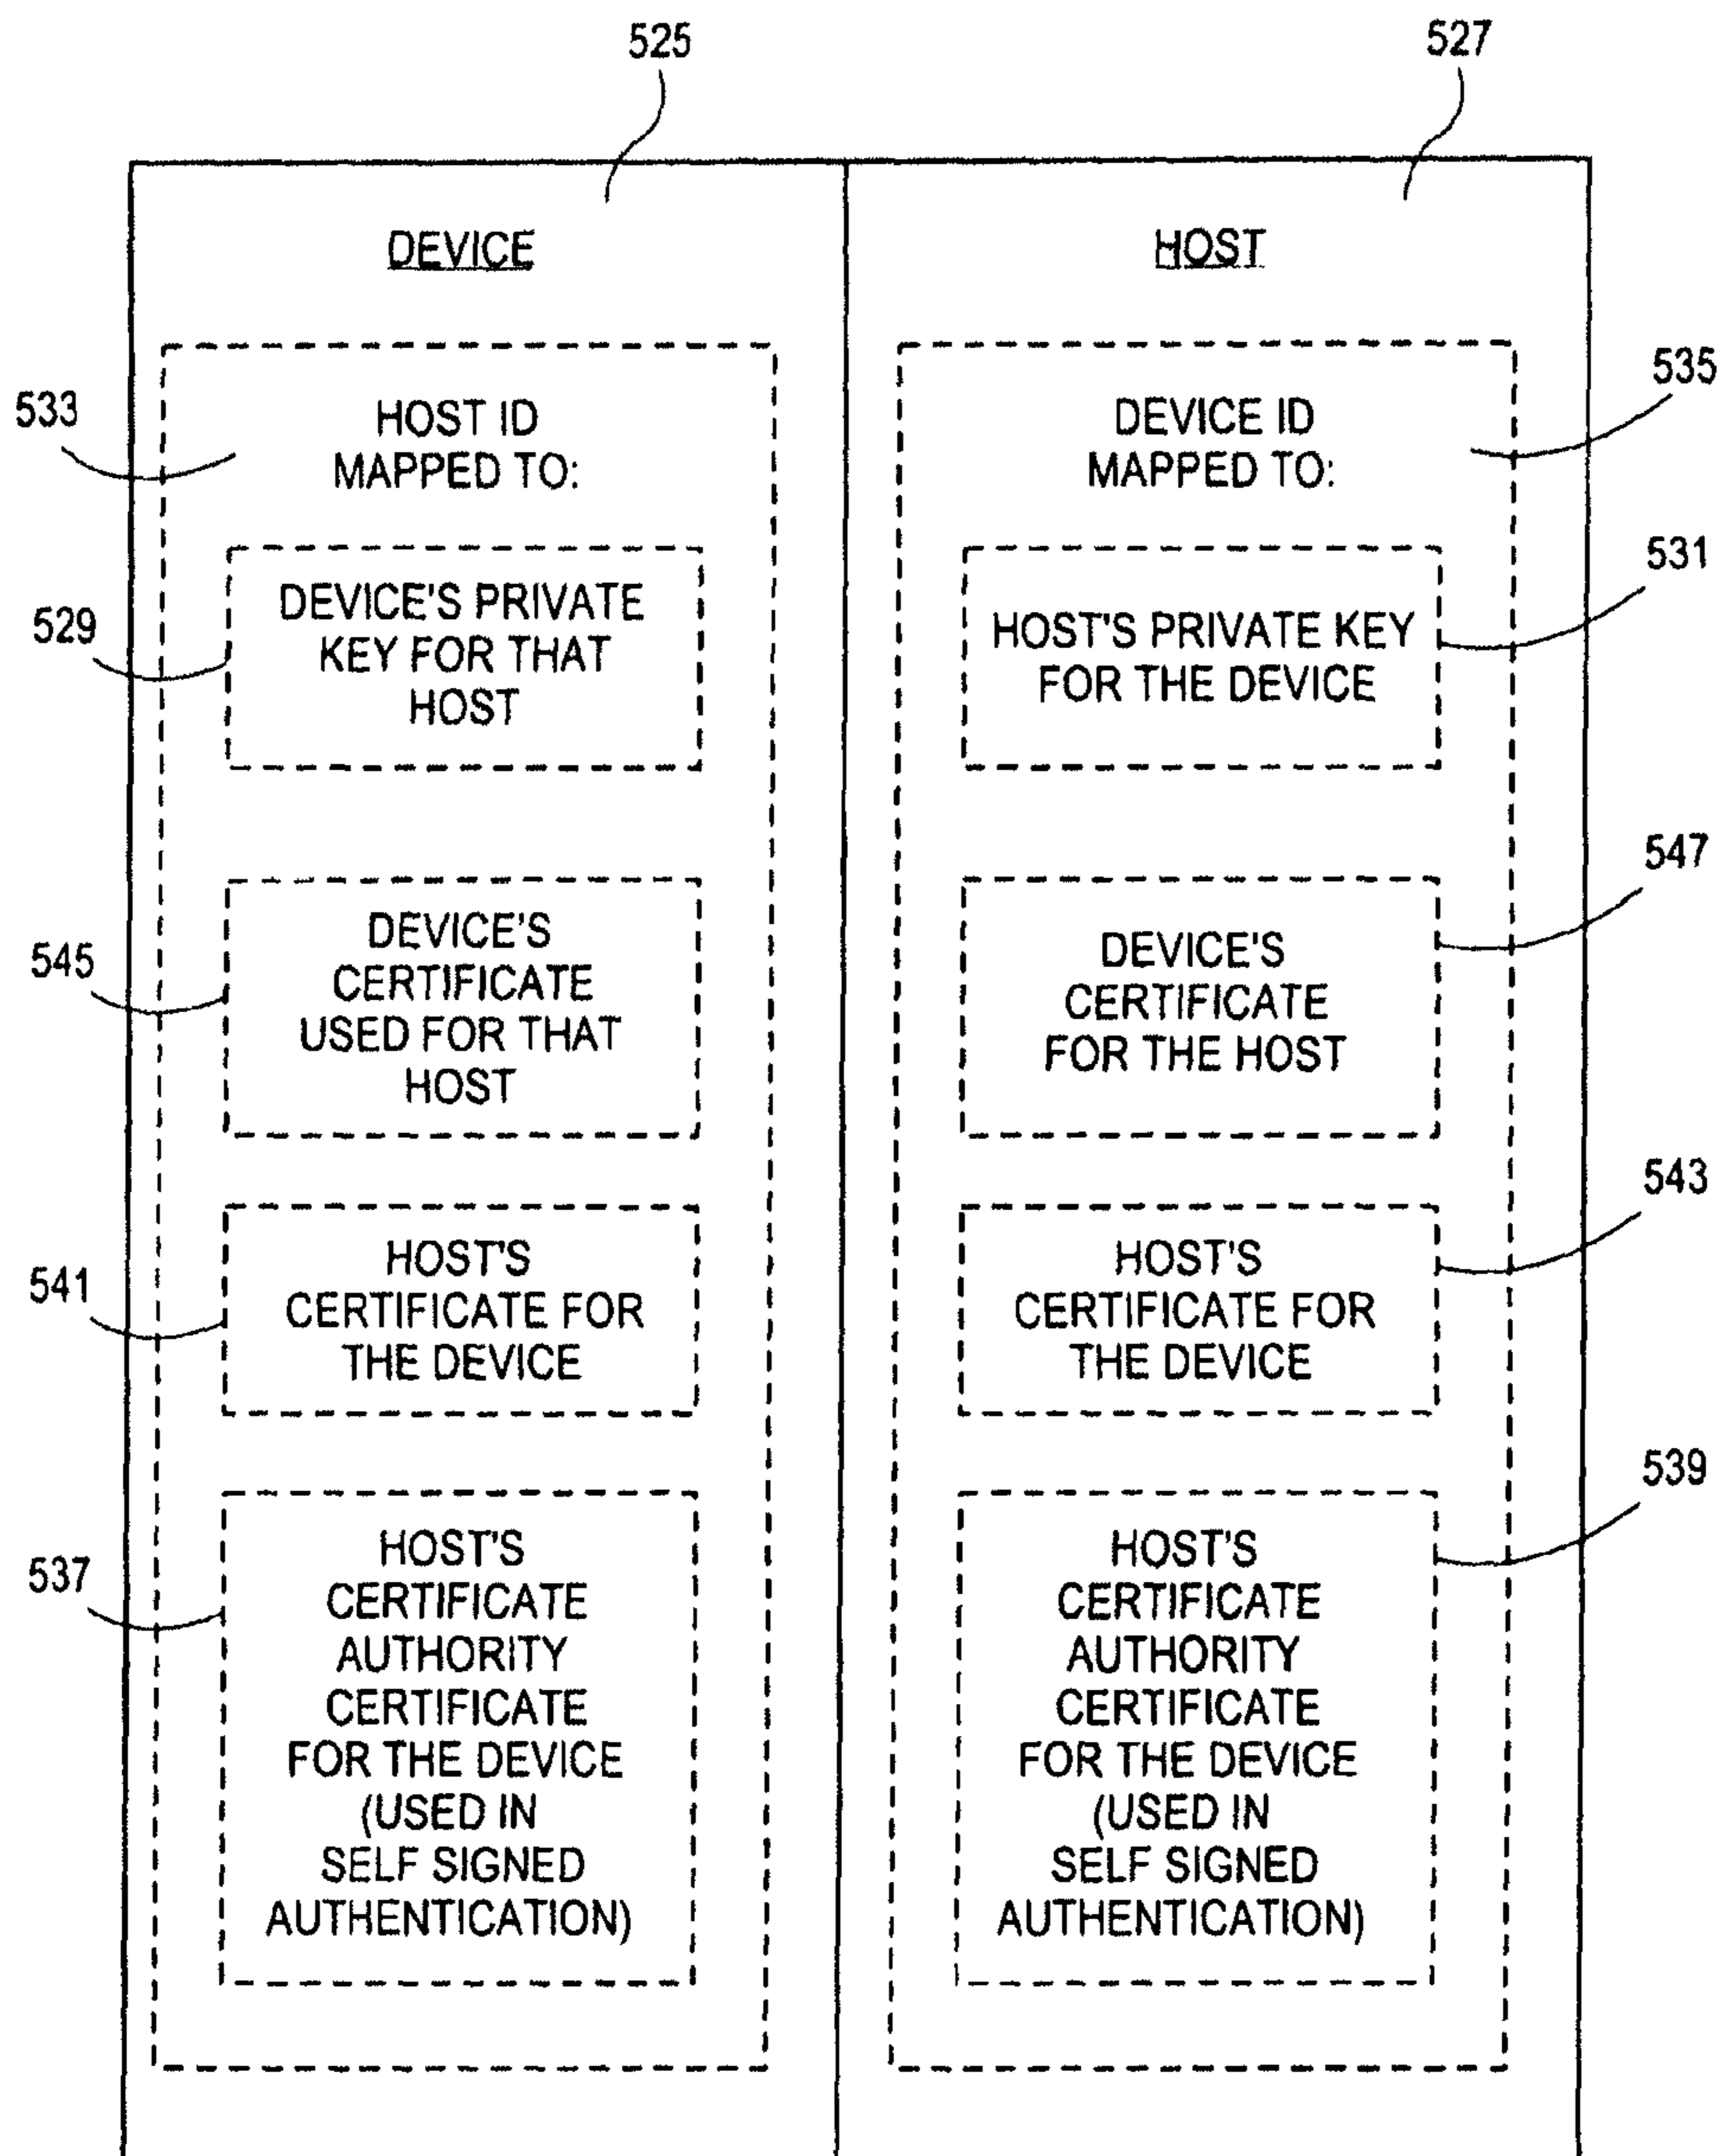 525
527
DEVICE
HOST
533
HOST ID
MAPPED TO:
529
DEVICE'S PRIVATE
KEY FOR THAT
HOST
545
DEVICE'S
CERTIFICATE
USED FOR THAT
HOST
541
HOST'S
CERTIFICATE FOR
THE DEVICE
537
HOST'S
CERTIFICATE
AUTHORITY
CERTIFICATE
FOR THE DEVICE
(USED IN
SELF SIGNED
AUTHENTICATION)
535
DEVICE ID
MAPPED TO:
531
HOST'S PRIVATE KEY
FOR THE DEVICE
547
DEVICE'S
CERTIFICATE
FOR THE HOST
543
HOST'S
CERTIFICATE FOR
THE DEVICE
539
HOST'S
CERTIFICATE
AUTHORITY
CERTIFICATE
FOR THE DEVICE
(USED IN
SELF SIGNED
AUTHENTICATION)